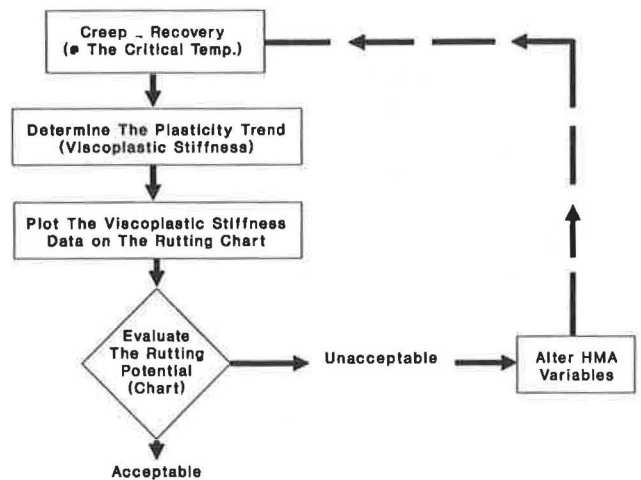 Creep - Recovery
(@ The Critical Temp.)
Determine The Plasticity Trend
(Viscoplastic Stiffness)
Plot The Viscoplastic Stiffness
Data on The Rutting Chart
Evaluate
The Rutting
Potential
(Chart)
Unacceptable
Alter HMA
Variables
Acceptable